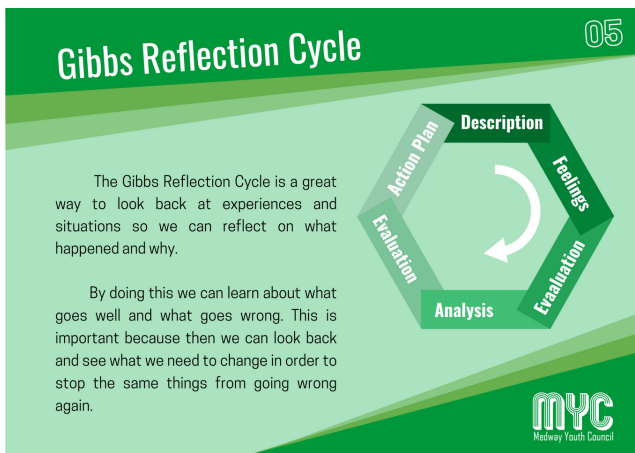 Gibbs Reflection Cycle
05
The Gibbs Reflection Cycle is a great
way to look back at experiences and
situations so we can reflect on what
happened and why.
By doing this we can learn about what
goes well and what goes wrong. This is
important because then we can look back
and see what we need to change in order to
stop the same things from going wrong
again.
Description
Feelings
Evaaluation
Analysis
Evaluation
Action Plan
MYC
Medway Youth Council